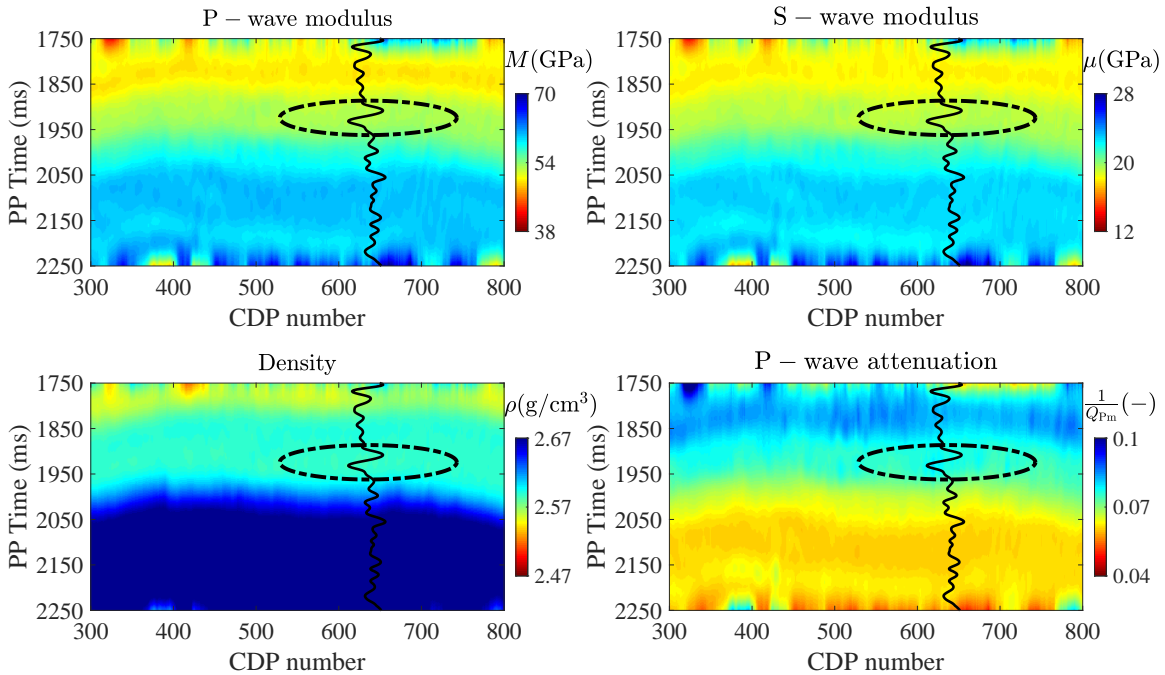 P – wave modulus
1750
1850
1950
2050
2150
2250
PP Time (ms)
300 400 500 600 700 800
CDP number
M(GPa)
70
54
38
S – wave modulus
1750
1850
1950
2050
2150
2250
PP Time (ms)
300 400 500 600 700 800
CDP number
μ(GPa)
28
20
12
Density
1750
1850
1950
2050
2150
2250
PP Time (ms)
300 400 500 600 700 800
CDP number
ρ(g/cm³)
2.67
2.57
2.47
P – wave attenuation
1750
1850
1950
2050
2150
2250
PP Time (ms)
300 400 500 600 700 800
CDP number
1/Q_Pm (−)
0.1
0.07
0.04